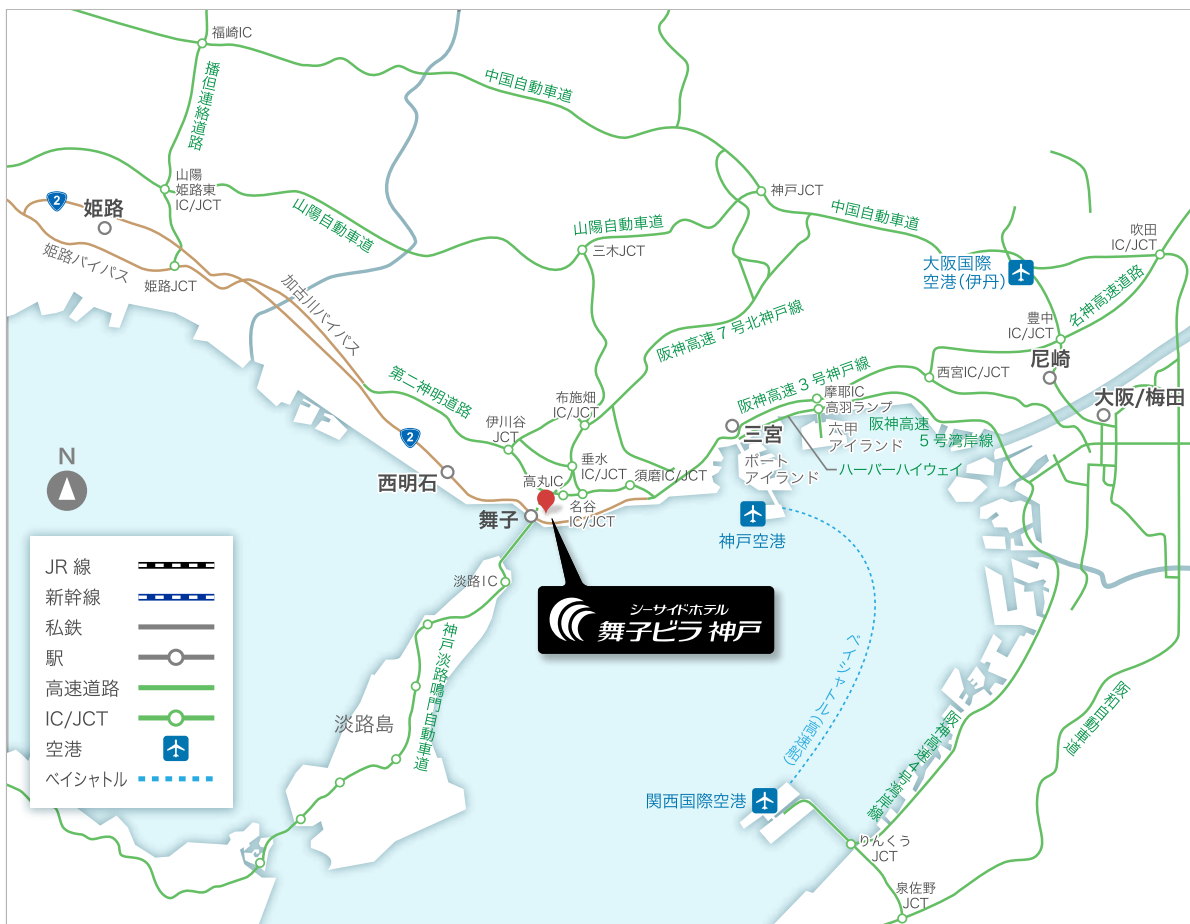 福崎IC
播但連絡道路
中国自動車道
山陽
姫路東
IC/JCT
2
姫路
山陽自動車道
山陽自動車道
神戸JCT
中国自動車道
吹田
IC/JCT
姫路バイパス
姫路JCT
三木JCT
大阪国際
空港(伊丹)
名神高速道路
加古川バイパス
阪神高速7号北神戸線
豊中
IC/JCT
尼崎
第二神明道路
布施畑
IC/JCT
阪神高速3号神戸線
西宮IC/JCT
大阪/梅田
摩耶IC
高羽ランプ
伊川谷
JCT
2
三宮
六甲
アイランド
阪神高速
5号湾岸線
N
西明石
垂水
IC/JCT
須磨IC/JCT
ポート
アイランド
ハーバーハイウェイ
高丸IC
名谷
IC/JCT
舞子
神戸空港
淡路IC
シーサイドホテル
舞子ビラ 神戸
JR線
新幹線
私鉄
駅
高速道路
IC/JCT
空港
ベイシャトル
神戸淡路鳴門自動車道
淡路島
ベイシャトル(高速船)
阪和自動車道
阪神高速4号湾岸線
関西国際空港
りんくう
JCT
泉佐野
JCT